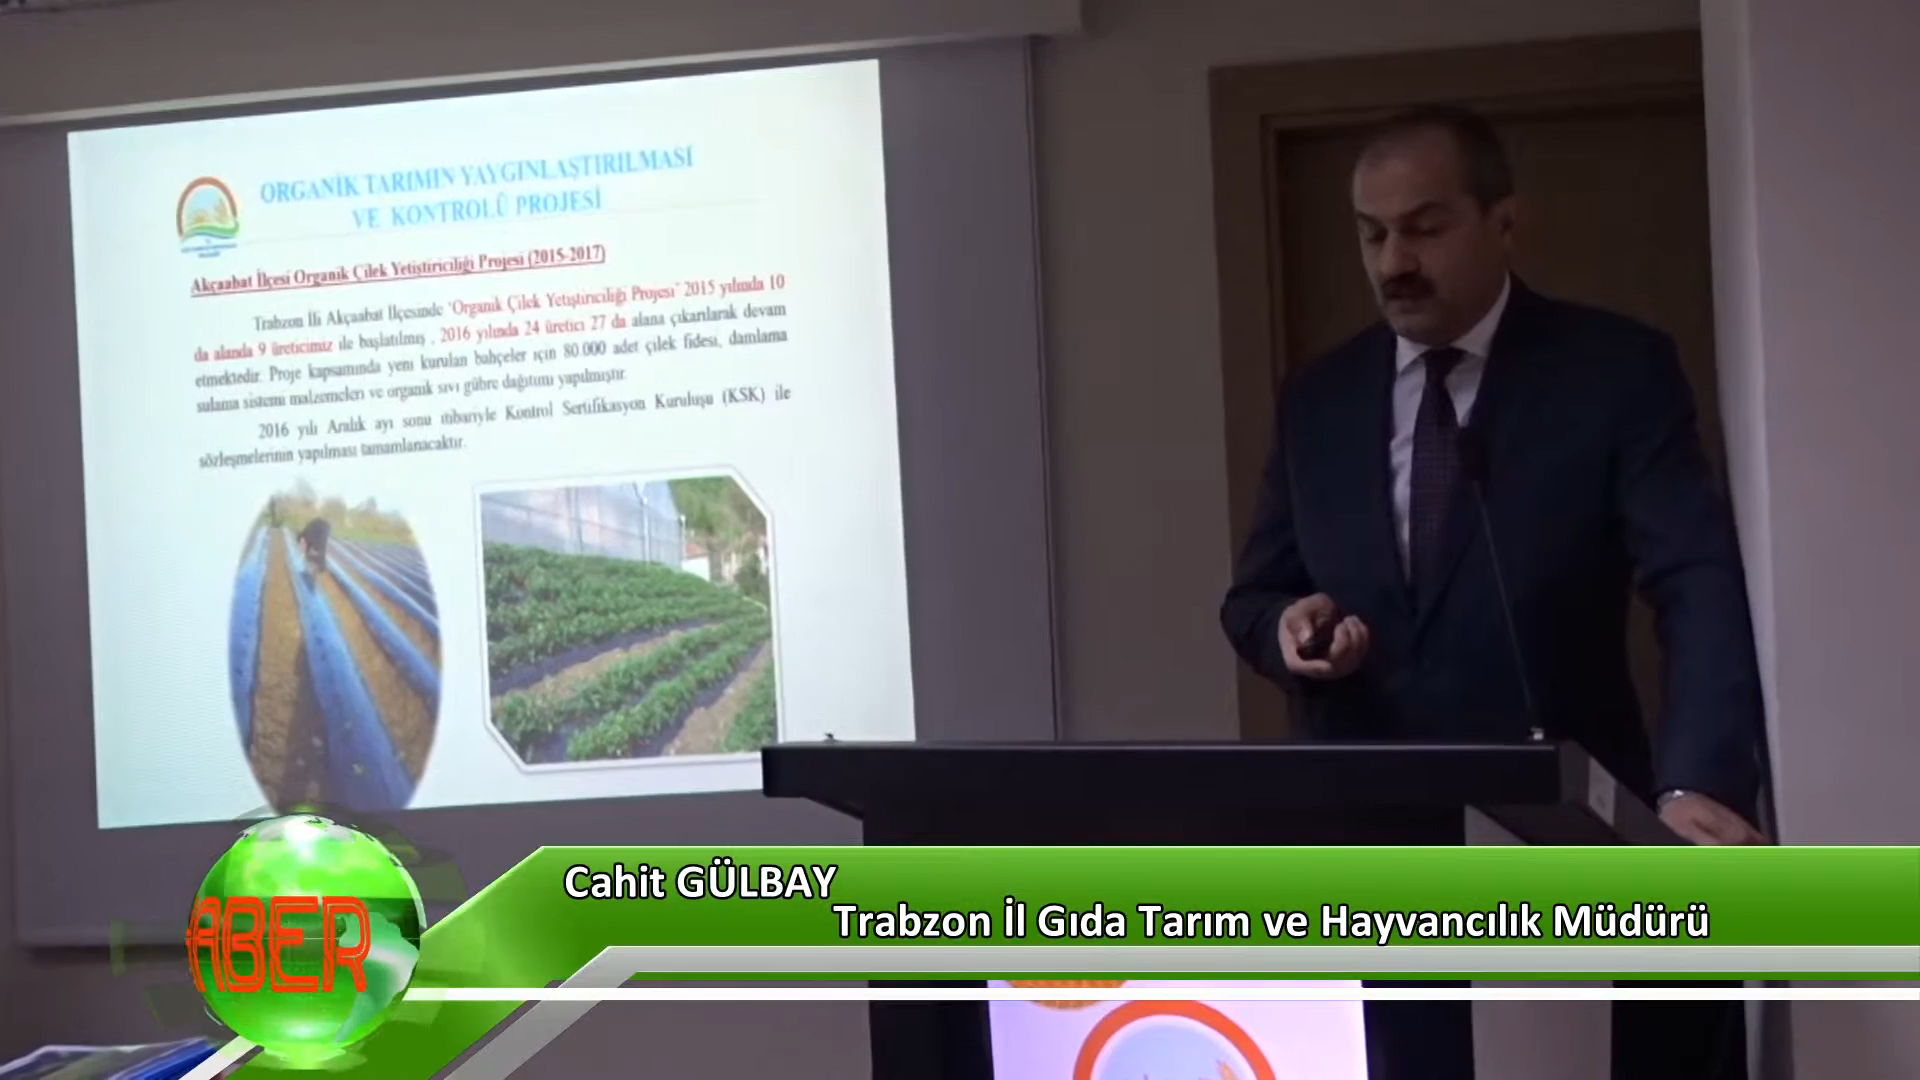 ORGANİK TARIMIN YAYGINLAŞTIRILMASI
VE KONTROLÜ PROJESİ
Akçaabat İlçesi Organik Çilek Yetiştiriciliği Projesi (2015-2017)
Trabzon İli Akçaabat İlçesinde 'Organik Çilek Yetiştiriciliği Projesi' 2015 yılında 10
da alanda 9 üreticimiz ile başlatılmış , 2016 yılında 24 üretici 27 da alana çıkarılarak devam
etmektedir. Proje kapsamında yeni kurulan bahçeler için 80.000 adet çilek fidesi, damlama
sulama sistemi malzemeleri ve organik sıvı gübre dağıtımı yapılmıştır.
2016 yılı Aralık ayı sonu itibariyle Kontrol Sertifikasyon Kuruluşu (KSK) ile
sözleşmelerinin yapılması tamamlanacaktır.
Cahit GÜLBAY
Trabzon İl Gıda Tarım ve Hayvancılık Müdürü
ABER